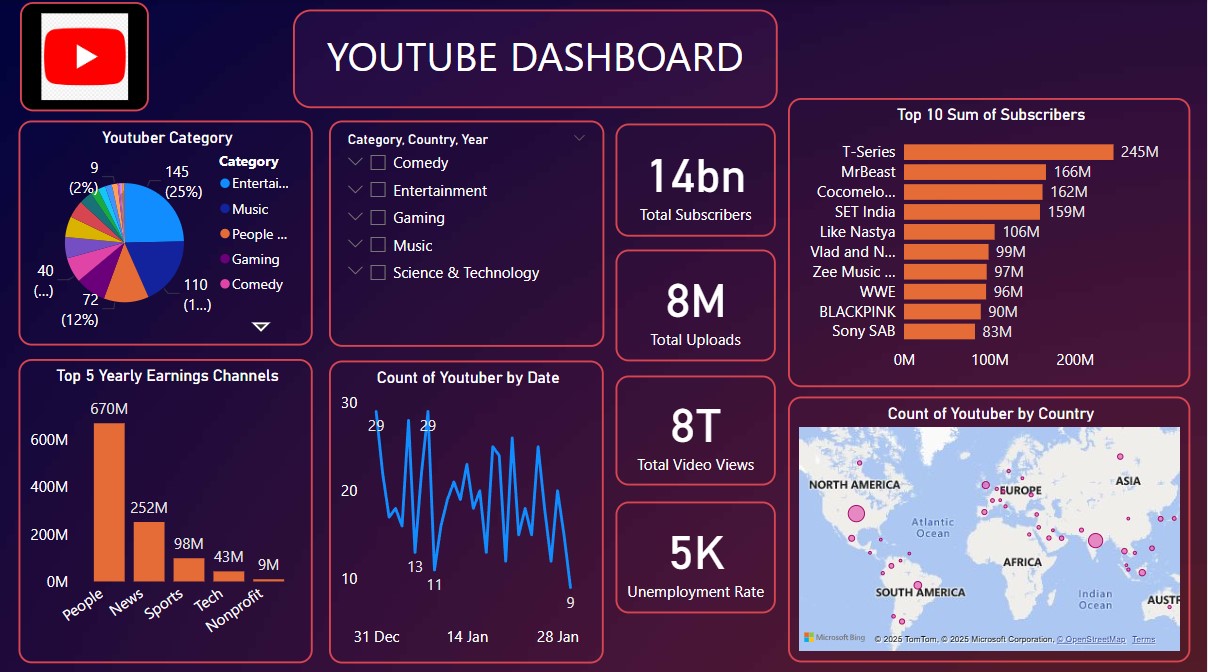 YOUTUBE DASHBOARD
Youtuber Category
9
(2%)
145
(25%)
40
(...)
72
(12%)
110
(1...)
Category
Entertai...
Music
People ...
Gaming
Comedy
Category, Country, Year
Comedy
Entertainment
Gaming
Music
Science & Technology
14bn
Total Subscribers
8M
Total Uploads
8T
Total Video Views
5K
Unemployment Rate
Top 10 Sum of Subscribers
T-Series 245M
MrBeast 166M
Cocomelo... 162M
SET India 159M
Like Nastya 106M
Vlad and N... 99M
Zee Music ... 97M
WWE 96M
BLACKPINK 90M
Sony SAB 83M
0M 100M 200M
Top 5 Yearly Earnings Channels
670M
600M
400M
252M
200M
98M
43M
9M
0M
People News Sports Tech Nonprofit
Count of Youtuber by Date
30
29 29
20
13
10
11
9
31 Dec 14 Jan 28 Jan
Count of Youtuber by Country
NORTH AMERICA
EUROPE
ASIA
Atlantic
Ocean
AFRICA
SOUTH AMERICA
Indian
Ocean
AUSTR
Microsoft Bing
© 2025 TomTom, © 2025 Microsoft Corporation, © OpenStreetMap Terms